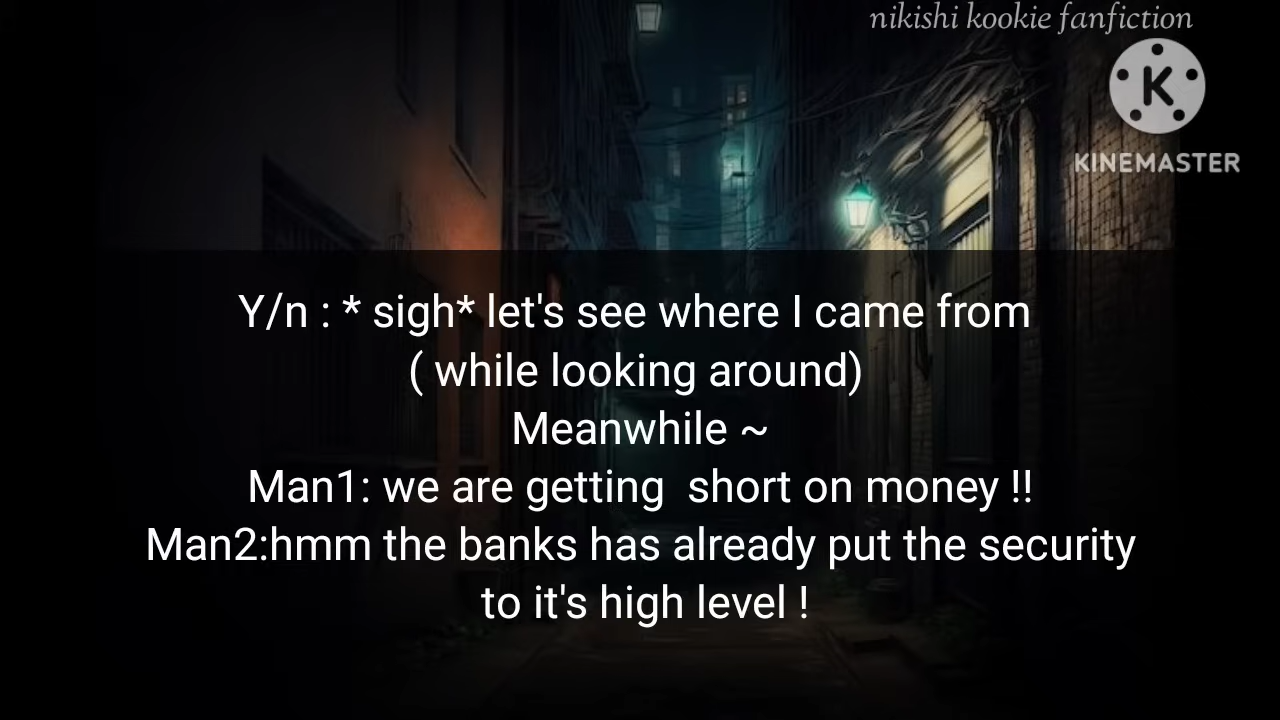 nikishi kookie fanfiction
K
KINEMASTER
Y/n : * sigh* let's see where I came from
( while looking around)
Meanwhile ~
Man1: we are getting  short on money !!
Man2:hmm the banks has already put the security
to it's high level !